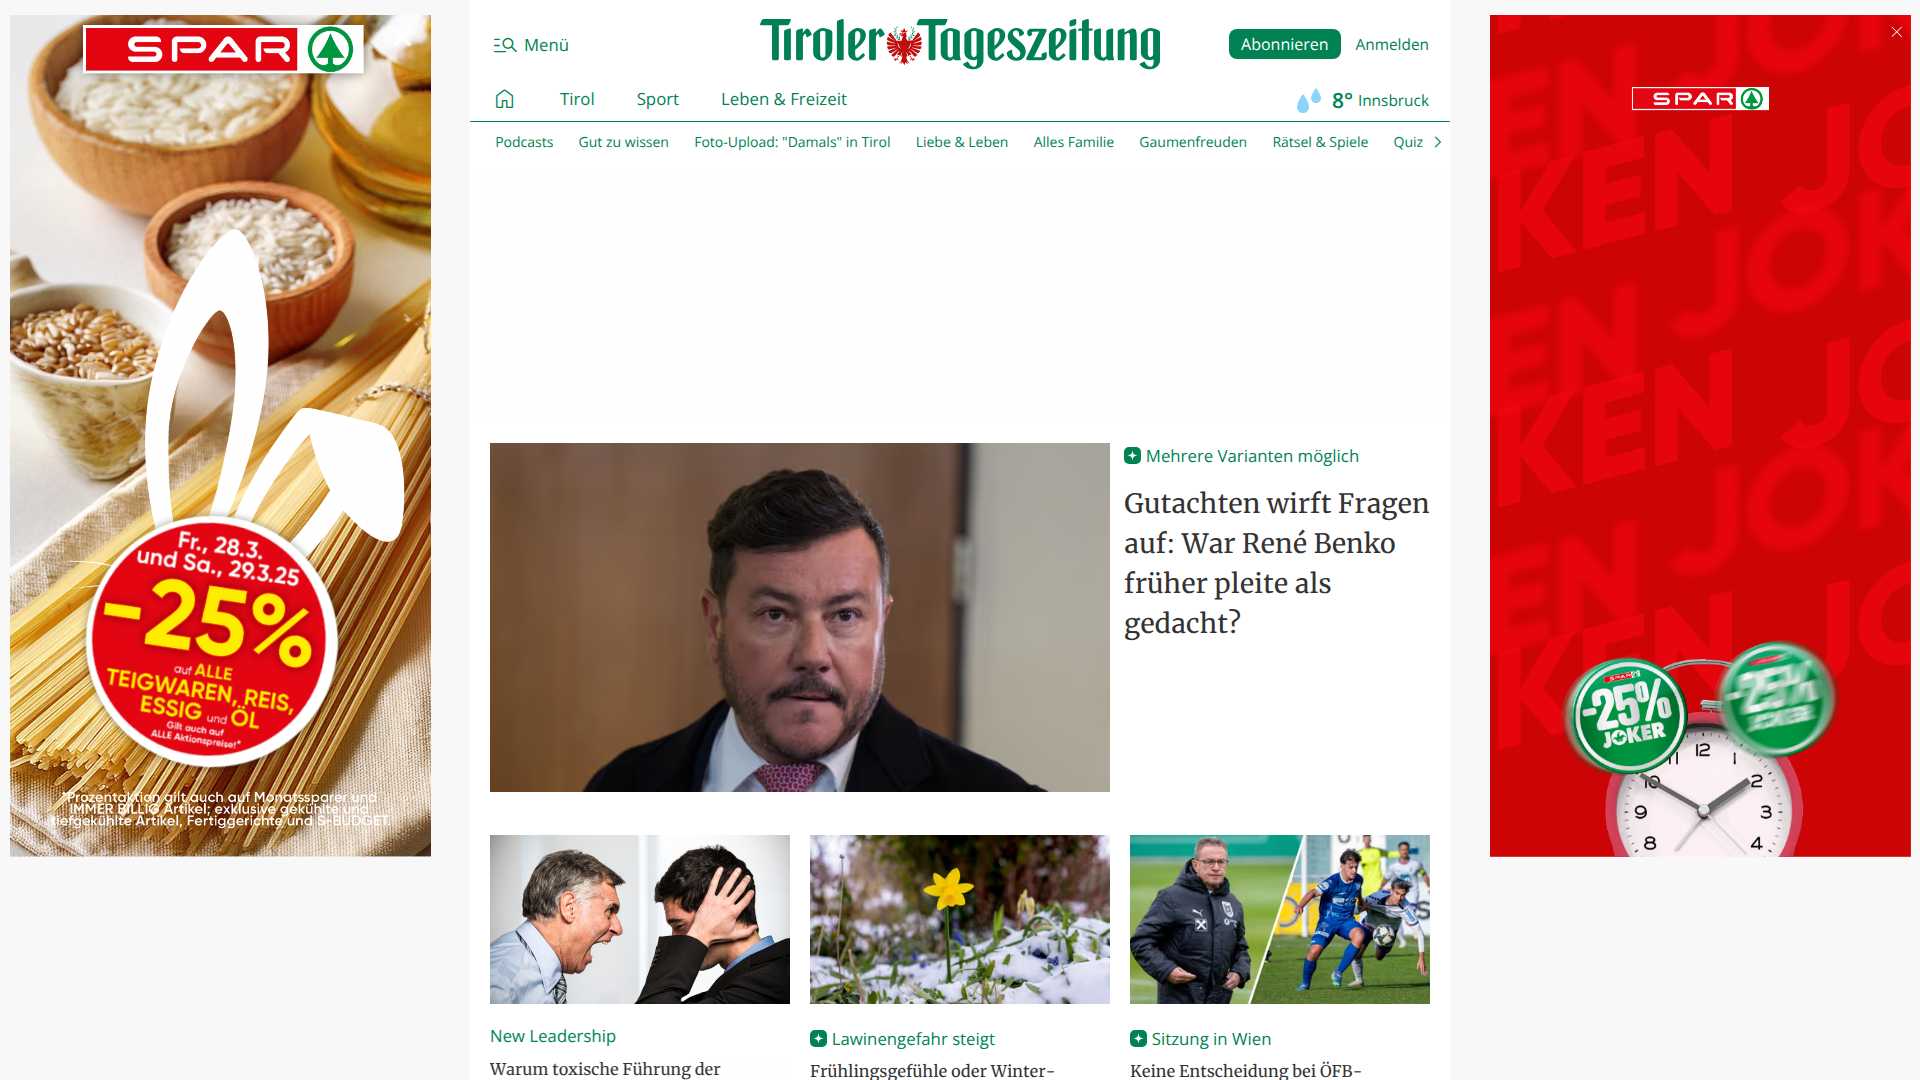 SPAR
Fr., 28.3.
und Sa., 29.3.25
-25%
auf ALLE
TEIGWAREN, REIS,
ESSIG und ÖL
Gilt auch auf
ALLE Aktionspreise!*
*Prozentaktion gilt auch auf Monatssparer und
IMMER BILLiG Artikel; exklusive gekühlte und
tiefgekühlte Artikel, Fertiggerichte und S-BUDGET.
Menü
Tiroler Tageszeitung
Abonnieren
Anmelden
Tirol
Sport
Leben & Freizeit
8° Innsbruck
Podcasts
Gut zu wissen
Foto-Upload: "Damals" in Tirol
Liebe & Leben
Alles Familie
Gaumenfreuden
Rätsel & Spiele
Quiz
Mehrere Varianten möglich
Gutachten wirft Fragen
auf: War René Benko
früher pleite als
gedacht?
New Leadership
Warum toxische Führung der
Lawinengefahr steigt
Frühlingsgefühle oder Winter-
Sitzung in Wien
Keine Entscheidung bei ÖFB-
SPAR
SPAR
-25%
JOKER
-25%
JOKER
10 11 12 1 2
9 3
8 4